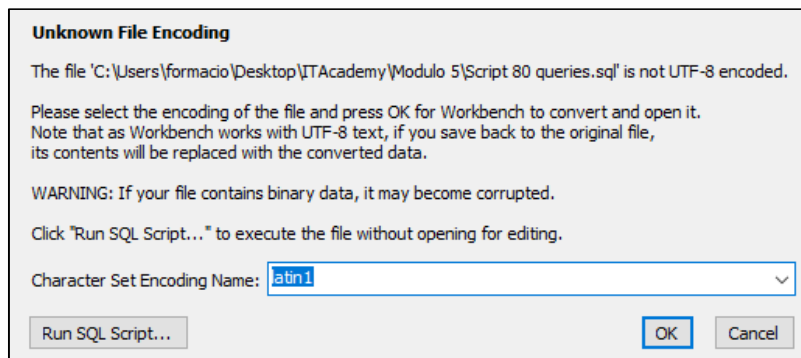 Unknown File Encoding
The file 'C:\Users\formacio\Desktop\ITAcademy\Modulo 5\Script 80 queries.sql' is not UTF-8 encoded.
Please select the encoding of the file and press OK for Workbench to convert and open it.
Note that as Workbench works with UTF-8 text, if you save back to the original file,
its contents will be replaced with the converted data.
WARNING: If your file contains binary data, it may become corrupted.
Click "Run SQL Script..." to execute the file without opening for editing.
Character Set Encoding Name: latin1
Run SQL Script... OK Cancel